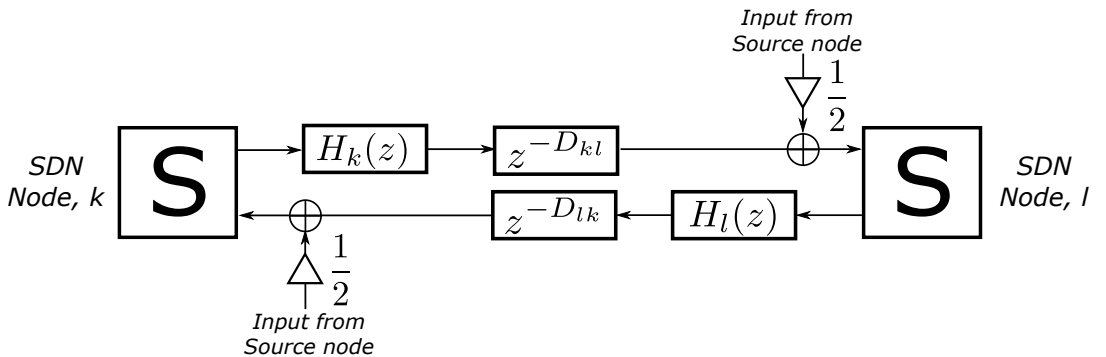 Input from
Source node
1
2
SDN
Node, k
S
H_k(z)
z^{-D_{kl}}
S
SDN
Node, l
z^{-D_{lk}}
H_l(z)
1
2
Input from
Source node